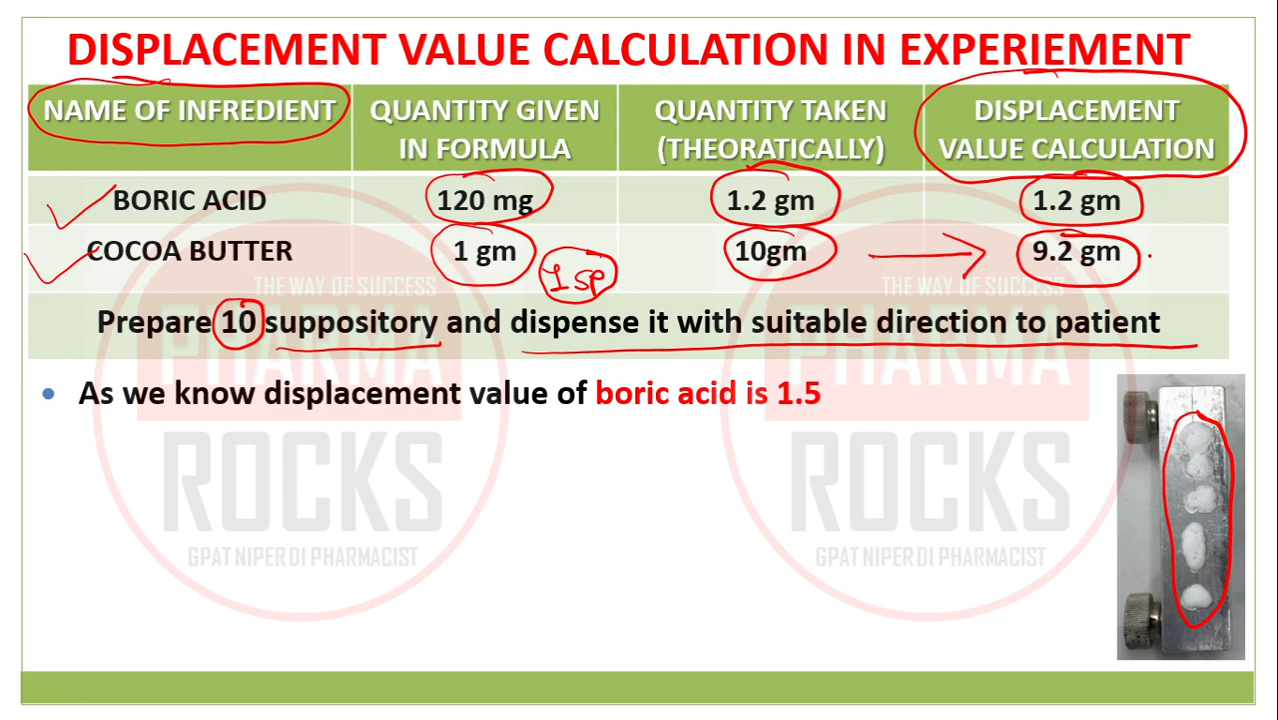 DISPLACEMENT VALUE CALCULATION IN EXPERIEMENT
NAME OF INFREDIENT
QUANTITY GIVEN
IN FORMULA
QUANTITY TAKEN
(THEORATICALLY)
DISPLACEMENT
VALUE CALCULATION
BORIC ACID
120 mg
1.2 gm
1.2 gm
COCOA BUTTER
1 gm
10gm
9.2 gm
1 sp
THE WAY OF SUCCESS
THE WAY OF SUCCESS
Prepare 10 suppository and dispense it with suitable direction to patient
PHARMA
PHARMA
• As we know displacement value of boric acid is 1.5
ROCKS
ROCKS
GPAT NIPER DI PHARMACIST
GPAT NIPER DI PHARMACIST